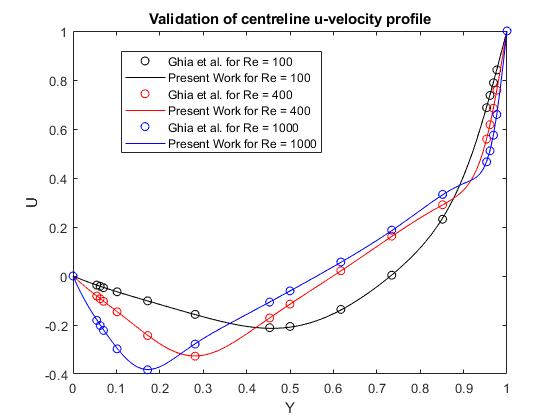 Validation of centreline u-velocity profile
1
0.8
0.6
0.4
0.2
0
-0.2
-0.4
U
Ghia et al. for Re = 100
Present Work for Re = 100
Ghia et al. for Re = 400
Present Work for Re = 400
Ghia et al. for Re = 1000
Present Work for Re = 1000
0 0.1 0.2 0.3 0.4 0.5 0.6 0.7 0.8 0.9 1
Y